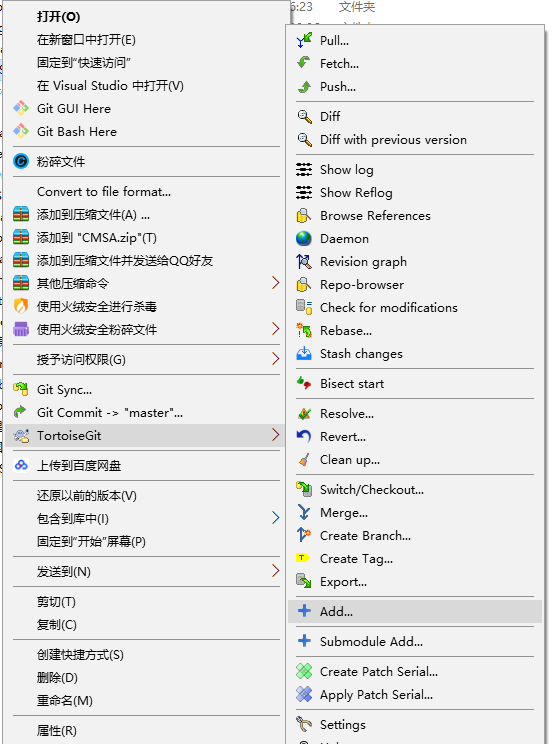 6:23 文件夹
打开(O)
在新窗口中打开(E)
固定到"快速访问"
在 Visual Studio 中打开(V)
Git GUI Here
Git Bash Here
粉碎文件
Convert to file format...
添加到压缩文件(A) ...
添加到 "CMSA.zip"(T)
添加到压缩文件并发送给QQ好友
其他压缩命令
使用火绒安全进行杀毒
使用火绒安全粉碎文件
授予访问权限(G)
Git Sync...
Git Commit -> "master"...
TortoiseGit
上传到百度网盘
还原以前的版本(V)
包含到库中(I)
固定到"开始"屏幕(P)
发送到(N)
剪切(T)
复制(C)
创建快捷方式(S)
删除(D)
重命名(M)
属性(R)
Pull...
Fetch...
Push...
Diff
Diff with previous version
Show log
Show Reflog
Browse References
Daemon
Revision graph
Repo-browser
Check for modifications
Rebase...
Stash changes
Bisect start
Resolve...
Revert...
Clean up...
Switch/Checkout...
Merge...
Create Branch...
Create Tag...
Export...
Add...
Submodule Add...
Create Patch Serial...
Apply Patch Serial...
Settings